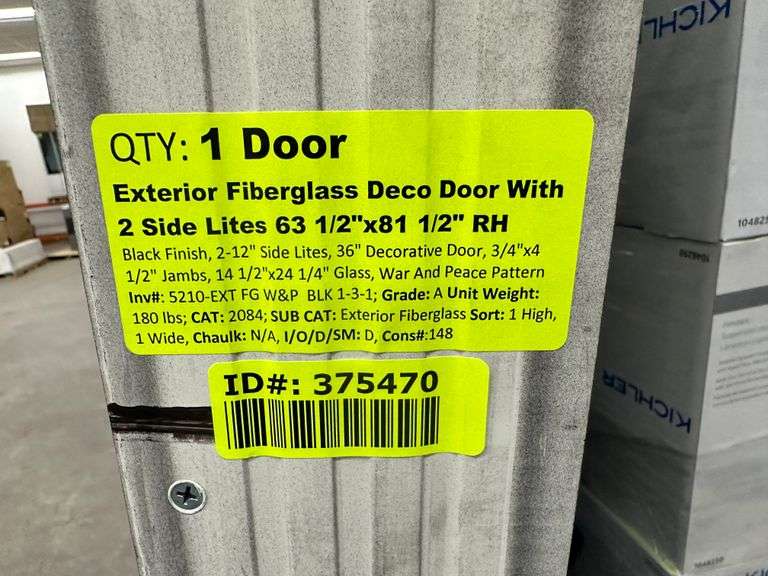 QTY: 1 Door
Exterior Fiberglass Deco Door With
2 Side Lites 63 1/2"x81 1/2" RH
Black Finish, 2-12" Side Lites, 36" Decorative Door, 3/4"x4
1/2" Jambs, 14 1/2"x24 1/4" Glass, War And Peace Pattern
Inv#: 5210-EXT FG W&P BLK 1-3-1; Grade: A Unit Weight:
180 lbs; CAT: 2084; SUB CAT: Exterior Fiberglass Sort: 1 High,
1 Wide, Chaulk: N/A, I/O/D/SM: D, Cons#:148
ID#: 375470
KICHLER
1048250
KICHLER
1048250